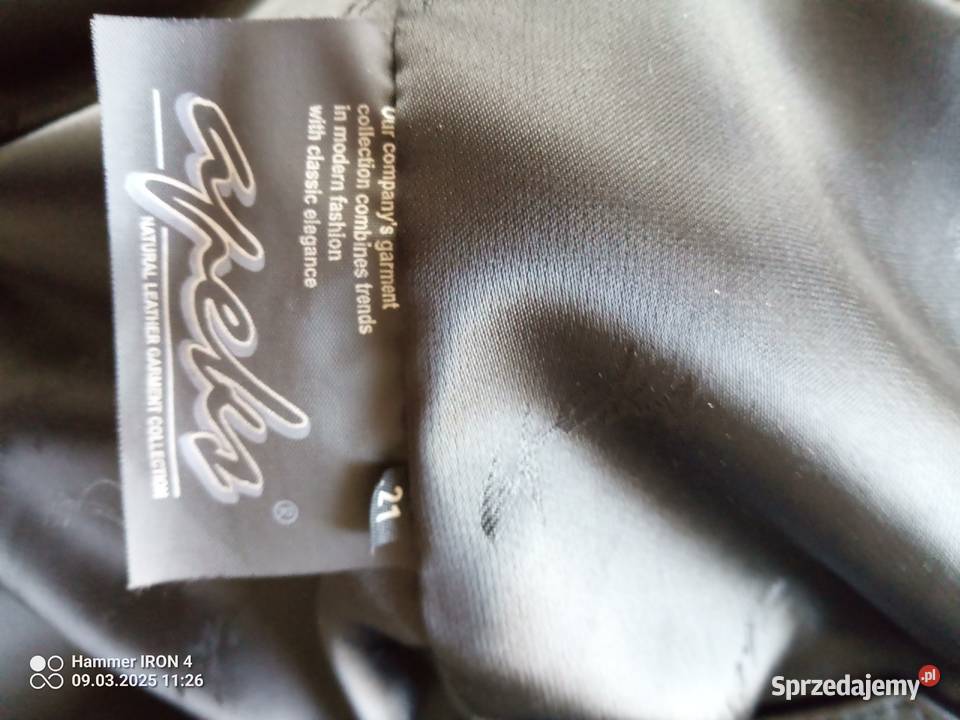 Our company's garment
collection combines trends
in modern fashion
with classic elegance
apeks ®
NATURAL LEATHER GARMENT COLLECTION
21
Hammer IRON 4
09.03.2025 11:26
Sprzedajemy.pl